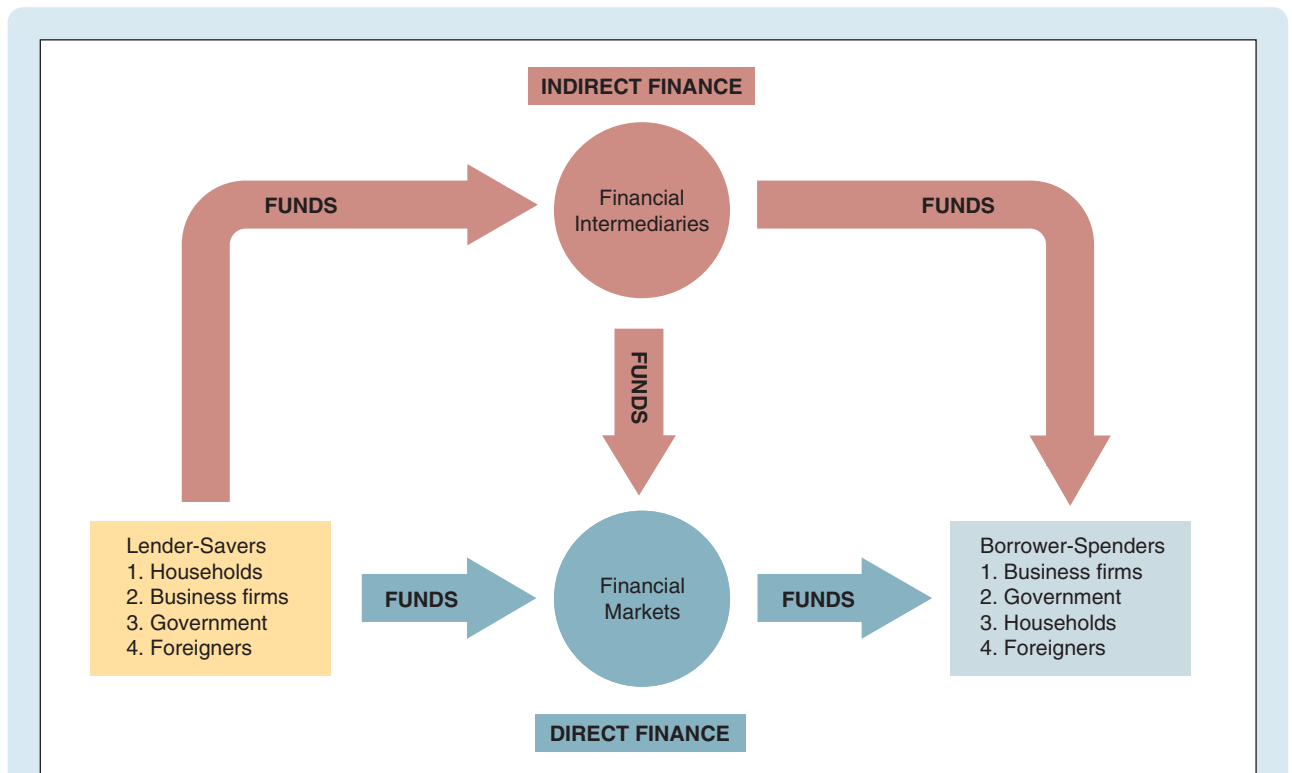 INDIRECT FINANCE
FUNDS
Financial
Intermediaries
FUNDS
FUNDS
Lender-Savers
1. Households
2. Business firms
3. Government
4. Foreigners
FUNDS
Financial
Markets
FUNDS
Borrower-Spenders
1. Business firms
2. Government
3. Households
4. Foreigners
DIRECT FINANCE